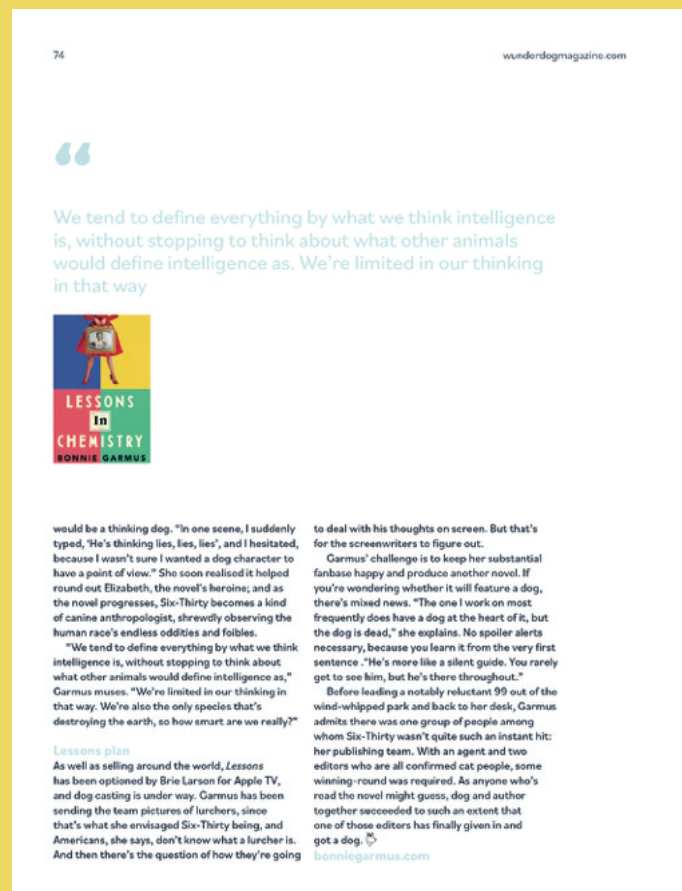 74
wunderdogmagazine.com
“
We tend to define everything by what we think intelligence
is, without stopping to think about what other animals
would define intelligence as. We’re limited in our thinking
in that way
LESSONS
In
CHEMISTRY
BONNIE GARMUS
would be a thinking dog. “In one scene, I suddenly
typed, ‘He’s thinking lies, lies, lies’, and I hesitated,
because I wasn’t sure I wanted a dog character to
have a point of view.” She soon realised it helped
round out Elizabeth, the novel’s heroine; and as
the novel progresses, Six-Thirty becomes a kind
of canine anthropologist, shrewdly observing the
human race’s endless oddities and foibles.
“We tend to define everything by what we think
intelligence is, without stopping to think about
what other animals would define intelligence as,”
Garmus muses. “We’re limited in our thinking in
that way. We’re also the only species that’s
destroying the earth, so how smart are we really?”
Lessons plan
As well as selling around the world, Lessons
has been optioned by Brie Larson for Apple TV,
and dog casting is under way. Garmus has been
sending the team pictures of lurchers, since
that’s what she envisaged Six-Thirty being, and
Americans, she says, don’t know what a lurcher is.
And then there’s the question of how they’re going
to deal with his thoughts on screen. But that’s
for the screenwriters to figure out.
Garmus’ challenge is to keep her substantial
fanbase happy and produce another novel. If
you’re wondering whether it will feature a dog,
there’s mixed news. “The one I work on most
frequently does have a dog at the heart of it, but
the dog is dead,” she explains. No spoiler alerts
necessary, because you learn it from the very first
sentence .“He’s more like a silent guide. You rarely
get to see him, but he’s there throughout.”
Before leading a notably reluctant 99 out of the
wind-whipped park and back to her desk, Garmus
admits there was one group of people among
whom Six-Thirty wasn’t quite such an instant hit:
her publishing team. With an agent and two
editors who are all confirmed cat people, some
winning-round was required. As anyone who’s
read the novel might guess, dog and author
together succeeded to such an extent that
one of those editors has finally given in and
got a dog.
bonniegarmus.com